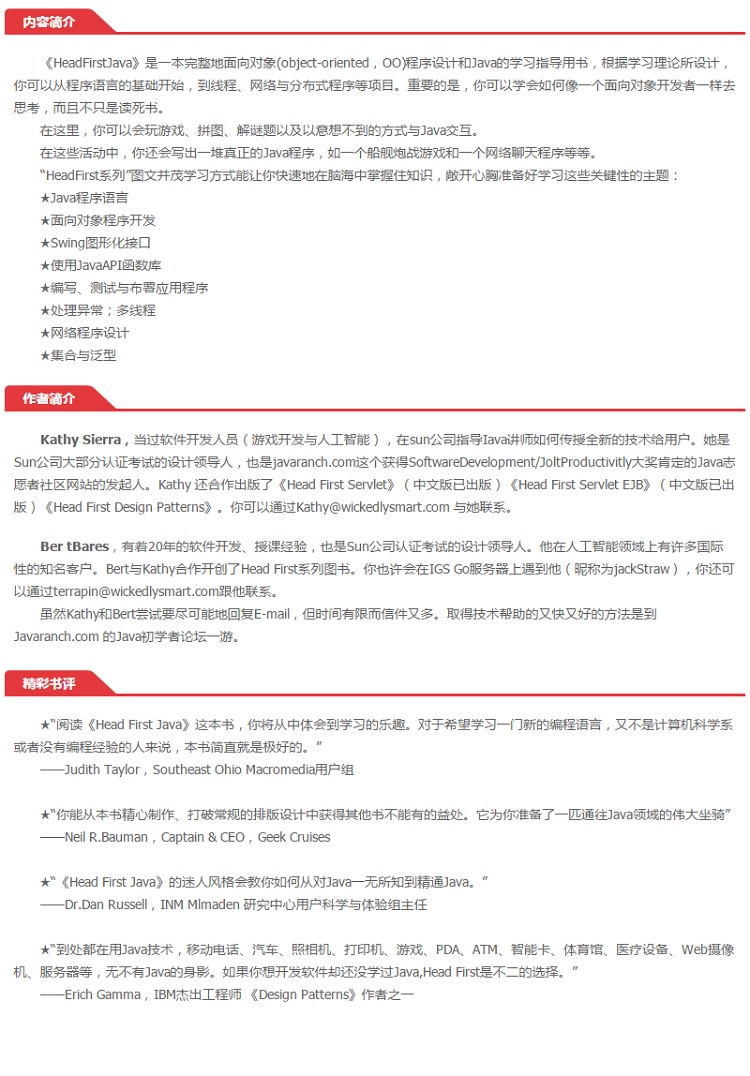 内容简介
《HeadFirstJava》是一本完整地面向对象(object-oriented，OO)程序设计和Java的学习指导用书，根据学习理论所设计，
你可以从程序语言的基础开始，到线程、网络与分布式程序等项目。重要的是，你可以学会如何像一个面向对象开发者一样去
思考，而且不只是读死书。
在这里，你可以会玩游戏、拼图、解谜题以及以意想不到的方式与Java交互。
在这些活动中，你还会写出一堆真正的Java程序，如一个船舰炮战游戏和一个网络聊天程序等等。
“HeadFirst系列”图文并茂学习方式能让你快速地在脑海中掌握住知识，敞开心胸准备好学习这些关键性的主题：
★Java程序语言
★面向对象程序开发
★Swing图形化接口
★使用JavaAPI函数库
★编写、测试与布署应用程序
★处理异常；多线程
★网络程序设计
★集合与泛型
作者简介
Kathy Sierra，当过软件开发人员（游戏开发与人工智能），在sun公司指导Iava讲师如何传授全新的技术给用户。她是
Sun公司大部分认证考试的设计领导人，也是javaranch.com这个获得SoftwareDevelopment/JoltProductivitly大奖肯定的Java志
愿者社区网站的发起人。Kathy 还合作出版了《Head First Servlet》（中文版已出版）《Head First Servlet EJB》（中文版已出
版）《Head First Design Patterns》。你可以通过Kathy@wickedlysmart.com 与她联系。
Ber tBares，有着20年的软件开发、授课经验，也是Sun公司认证考试的设计领导人。他在人工智能领域上有许多国际
性的知名客户。Bert与Kathy合作开创了Head First系列图书。你也许会在IGS Go服务器上遇到他（昵称为jackStraw），你还可
以通过terrapin@wickedlysmart.com跟他联系。
虽然Kathy和Bert尝试要尽可能地回复E-mail，但时间有限而信件又多。取得技术帮助的又快又好的方法是到
Javaranch.com 的Java初学者论坛一游。
精彩书评
★“阅读《Head First Java》这本书，你将从中体会到学习的乐趣。对于希望学习一门新的编程语言，又不是计算机科学系
或者没有编程经验的人来说，本书简直就是极好的。”
——Judith Taylor，Southeast Ohio Macromedia用户组
★“你能从本书精心制作、打破常规的排版设计中获得其他书不能有的益处。它为你准备了一匹通往Java领域的伟大坐骑”
——Neil R.Bauman，Captain & CEO，Geek Cruises
★“《Head First Java》的迷人风格会教你如何从对Java一无所知到精通Java。”
——Dr.Dan Russell，INM Mlmaden 研究中心用户科学与体验组主任
★“到处都在用Java技术，移动电话、汽车、照相机、打印机、游戏、PDA、ATM、智能卡、体育馆、医疗设备、Web摄像
机、服务器等，无不有Java的身影。如果你想开发软件却还没学过Java,Head First是不二的选择。”
——Erich Gamma，IBM杰出工程师 《Design Patterns》作者之一